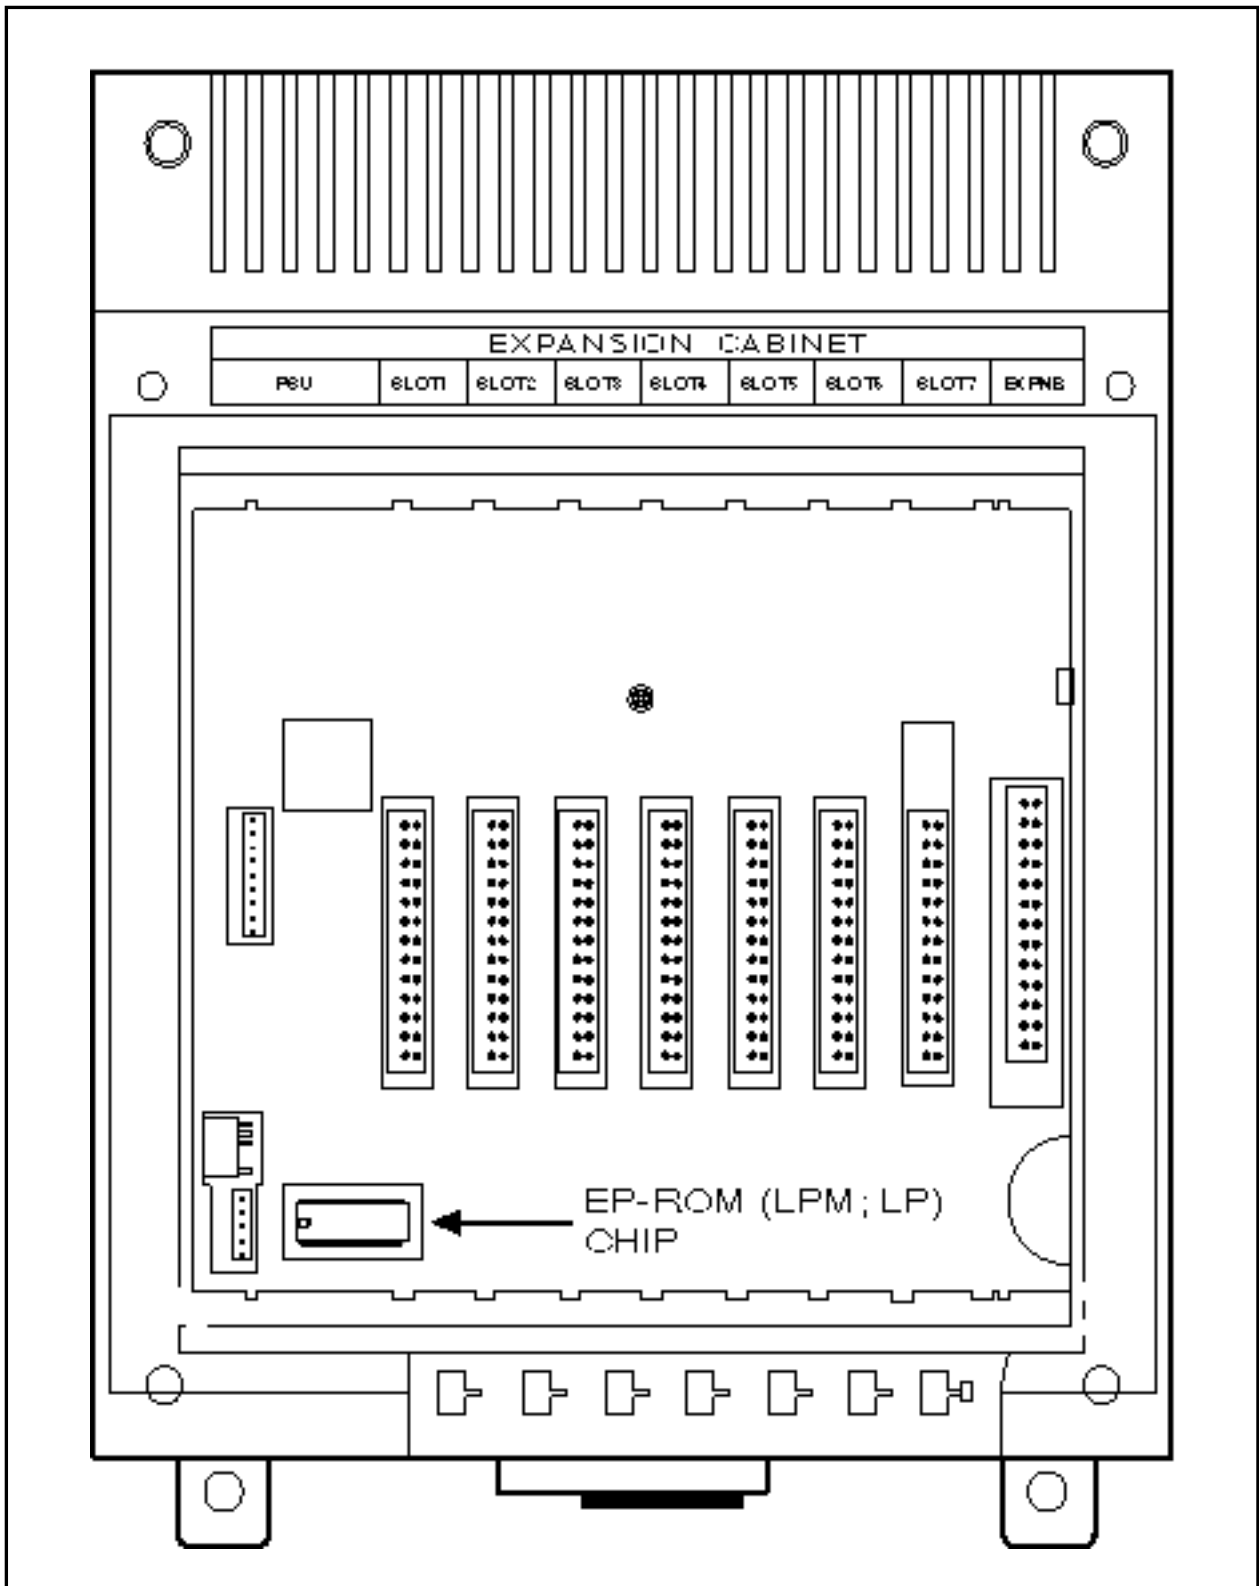 EXPANSION CABINET
PSU SLOT1 SLOT2 SLOT3 SLOT4 SLOT5 SLOT6 SLOT7 EXPNB
EP-ROM (LPM; LP)
CHIP